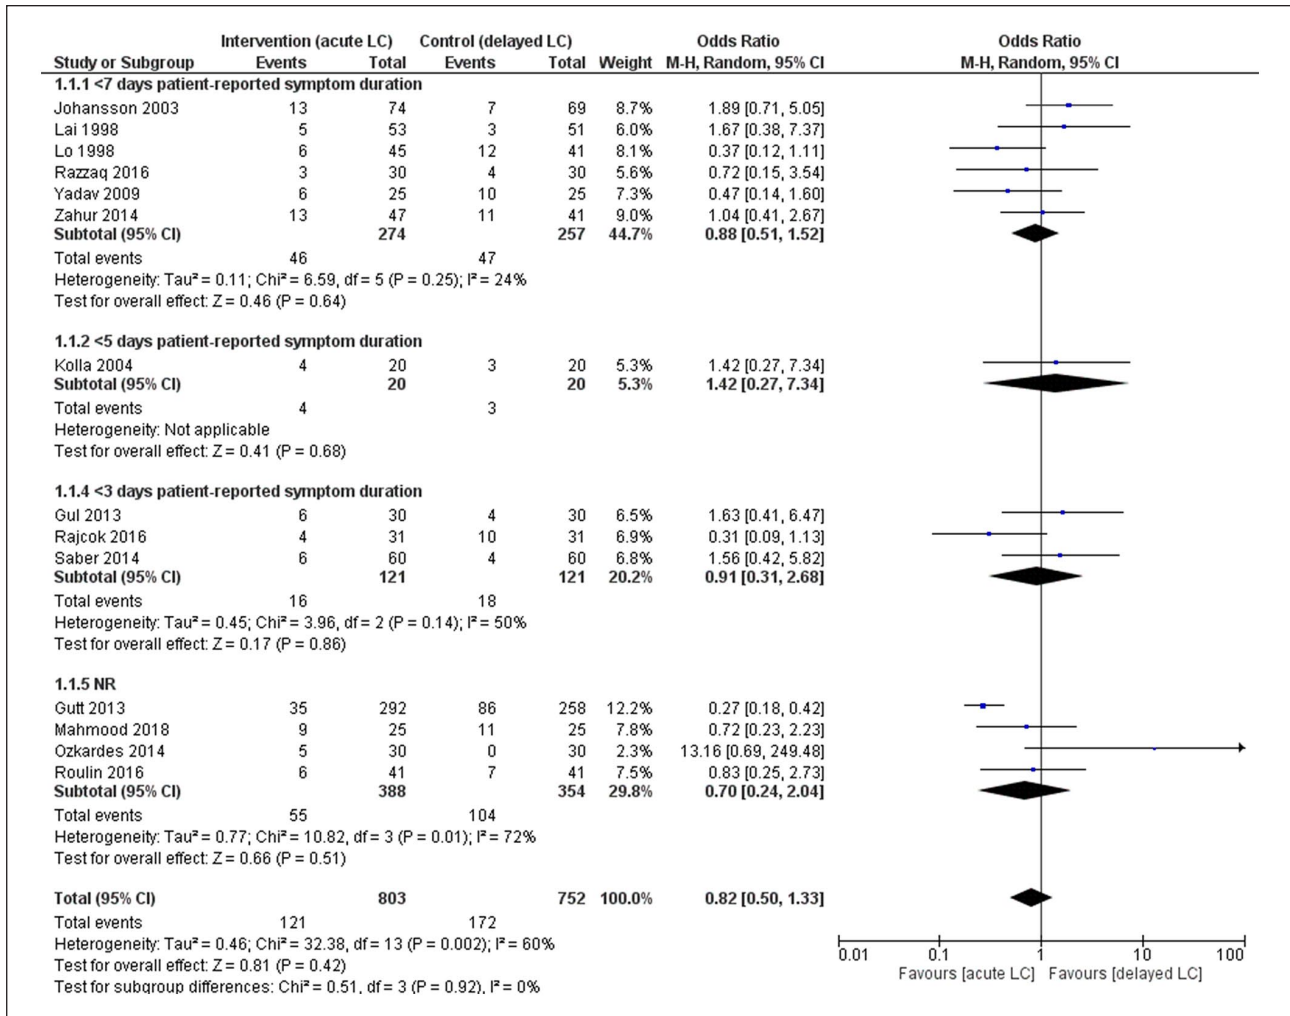 Intervention (acute LC) Control (delayed LC) Odds Ratio Odds Ratio
Study or Subgroup Events Total Events Total Weight M-H, Random, 95% CI M-H, Random, 95% CI
1.1.1 <7 days patient-reported symptom duration
Johansson 2003 13 74 7 69 8.7% 1.89 [0.71, 5.05]
Lai 1998 5 53 3 51 6.0% 1.67 [0.38, 7.37]
Lo 1998 6 45 12 41 8.1% 0.37 [0.12, 1.11]
Razzaq 2016 3 30 4 30 5.6% 0.72 [0.15, 3.54]
Yadav 2009 6 25 10 25 7.3% 0.47 [0.14, 1.60]
Zahur 2014 13 47 11 41 9.0% 1.04 [0.41, 2.67]
Subtotal (95% CI) 274 257 44.7% 0.88 [0.51, 1.52]
Total events 46 47
Heterogeneity: Tau² = 0.11; Chi² = 6.59, df = 5 (P = 0.25); I² = 24%
Test for overall effect: Z = 0.46 (P = 0.64)
1.1.2 <5 days patient-reported symptom duration
Kolla 2004 4 20 3 20 5.3% 1.42 [0.27, 7.34]
Subtotal (95% CI) 20 20 5.3% 1.42 [0.27, 7.34]
Total events 4 3
Heterogeneity: Not applicable
Test for overall effect: Z = 0.41 (P = 0.68)
1.1.4 <3 days patient-reported symptom duration
Gul 2013 6 30 4 30 6.5% 1.63 [0.41, 6.47]
Rajcok 2016 4 31 10 31 6.9% 0.31 [0.09, 1.13]
Saber 2014 6 60 4 60 6.8% 1.56 [0.42, 5.82]
Subtotal (95% CI) 121 121 20.2% 0.91 [0.31, 2.68]
Total events 16 18
Heterogeneity: Tau² = 0.45; Chi² = 3.96, df = 2 (P = 0.14); I² = 50%
Test for overall effect: Z = 0.17 (P = 0.86)
1.1.5 NR
Gutt 2013 35 292 86 258 12.2% 0.27 [0.18, 0.42]
Mahmood 2018 9 25 11 25 7.8% 0.72 [0.23, 2.23]
Ozkardes 2014 5 30 0 30 2.3% 13.16 [0.69, 249.48]
Roulin 2016 6 41 7 41 7.5% 0.83 [0.25, 2.73]
Subtotal (95% CI) 388 354 29.8% 0.70 [0.24, 2.04]
Total events 55 104
Heterogeneity: Tau² = 0.77; Chi² = 10.82, df = 3 (P = 0.01); I² = 72%
Test for overall effect: Z = 0.66 (P = 0.51)
Total (95% CI) 803 752 100.0% 0.82 [0.50, 1.33]
Total events 121 172
Heterogeneity: Tau² = 0.46; Chi² = 32.38, df = 13 (P = 0.002); I² = 60%
Test for overall effect: Z = 0.81 (P = 0.42)
Test for subgroup differences: Chi² = 0.51, df = 3 (P = 0.92), I² = 0%
0.01 0.1 1 10 100
Favours [acute LC] Favours [delayed LC]